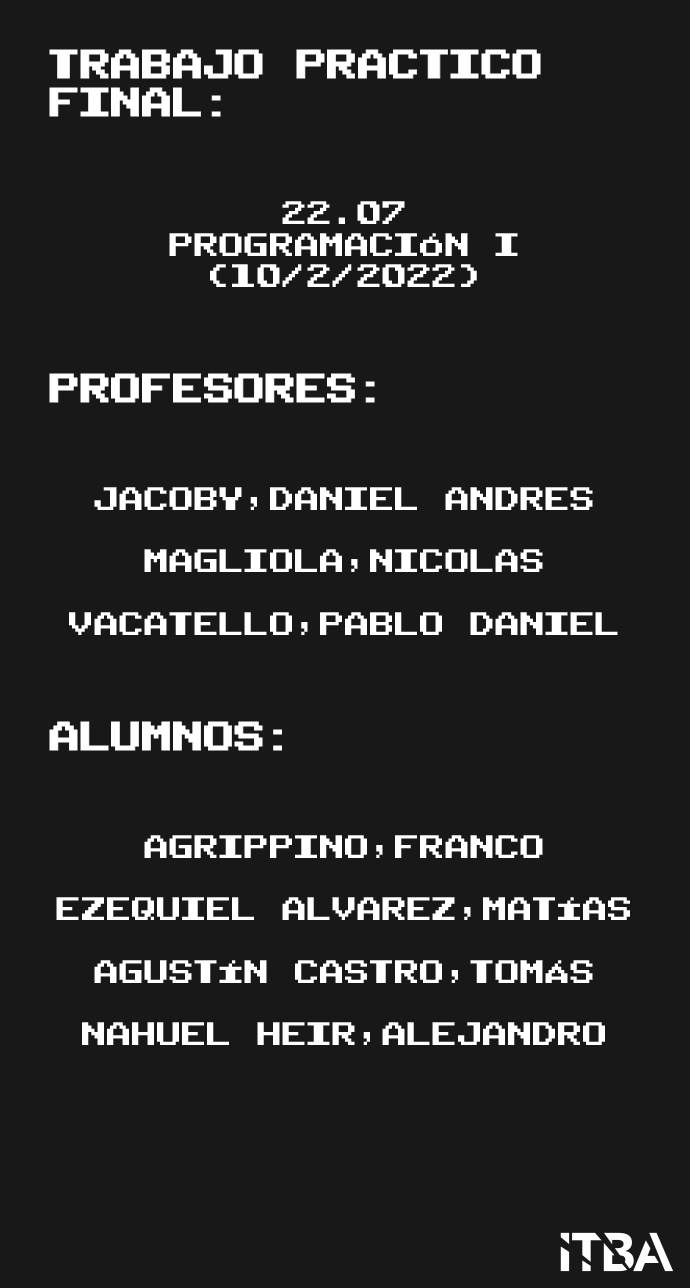 TRABAJO PRACTICO
FINAL:
22.07
PROGRAMACIóN I
(10/2/2022)
PROFESORES:
JACOBY,DANIEL ANDRES
MAGLIOLA,NICOLAS
VACATELLO,PABLO DANIEL
ALUMNOS:
AGRIPPINO,FRANCO
EZEQUIEL ALVAREZ,MATíAS
AGUSTíN CASTRO,TOMáS
NAHUEL HEIR,ALEJANDRO
ITBA